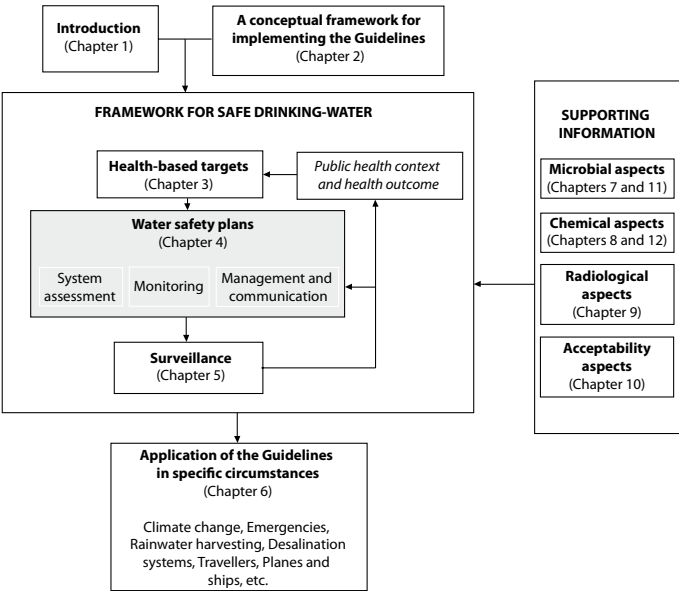 Introduction
(Chapter 1)
A conceptual framework for
implementing the Guidelines
(Chapter 2)
FRAMEWORK FOR SAFE DRINKING-WATER
Health-based targets
(Chapter 3)
Public health context
and health outcome
Water safety plans
(Chapter 4)
System
assessment
Monitoring
Management and
communication
Surveillance
(Chapter 5)
SUPPORTING
INFORMATION
Microbial aspects
(Chapters 7 and 11)
Chemical aspects
(Chapters 8 and 12)
Radiological
aspects
(Chapter 9)
Acceptability
aspects
(Chapter 10)
Application of the Guidelines
in specific circumstances
(Chapter 6)
Climate change, Emergencies,
Rainwater harvesting, Desalination
systems, Travellers, Planes and
ships, etc.